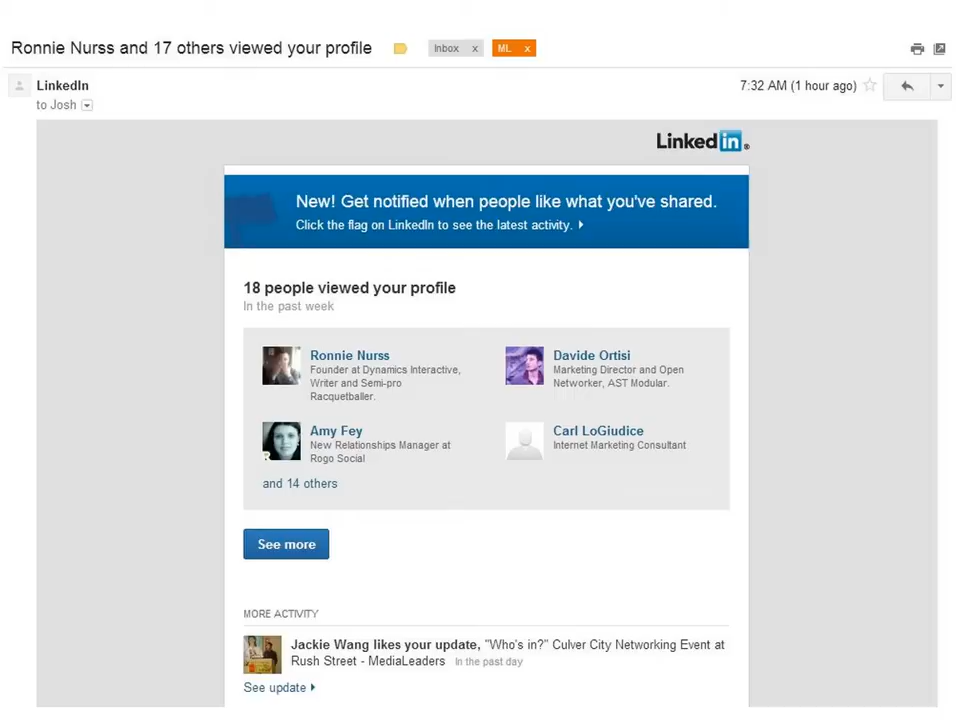 Ronnie Nurss and 17 others viewed your profile
Inbox x
ML x
LinkedIn
7:32 AM (1 hour ago)
to Josh
Linked in ®
New! Get notified when people like what you've shared.
Click the flag on LinkedIn to see the latest activity.
18 people viewed your profile
In the past week
Ronnie Nurss
Founder at Dynamics Interactive,
Writer and Semi-pro
Racquetballer.
Davide Ortisi
Marketing Director and Open
Networker, AST Modular.
Amy Fey
New Relationships Manager at
Rogo Social
Carl LoGiudice
Internet Marketing Consultant
and 14 others
See more
MORE ACTIVITY
Jackie Wang likes your update, "Who's in?" Culver City Networking Event at
Rush Street - MediaLeaders In the past day
See update